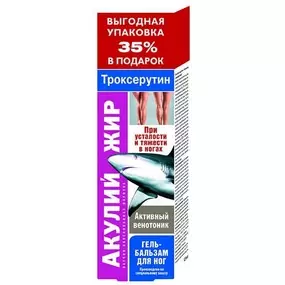 ВЫГОДНАЯ
УПАКОВКА
35%
В ПОДАРОК
Троксерутин
АКУЛИЙ ЖИР
При
усталости и
тяжести в
ногах
Активный
венотоник
ГЕЛЬ-
БАЛЬЗАМ
ДЛЯ НОГ